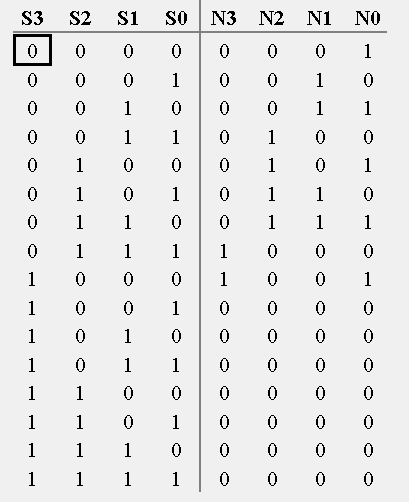 S3 S2 S1 S0 N3 N2 N1 N0
0 0 0 0 0 0 0 1
0 0 0 1 0 0 1 0
0 0 1 0 0 0 1 1
0 0 1 1 0 1 0 0
0 1 0 0 0 1 0 1
0 1 0 1 0 1 1 0
0 1 1 0 0 1 1 1
0 1 1 1 1 0 0 0
1 0 0 0 1 0 0 1
1 0 0 1 0 0 0 0
1 0 1 0 0 0 0 0
1 0 1 1 0 0 0 0
1 1 0 0 0 0 0 0
1 1 0 1 0 0 0 0
1 1 1 0 0 0 0 0
1 1 1 1 0 0 0 0